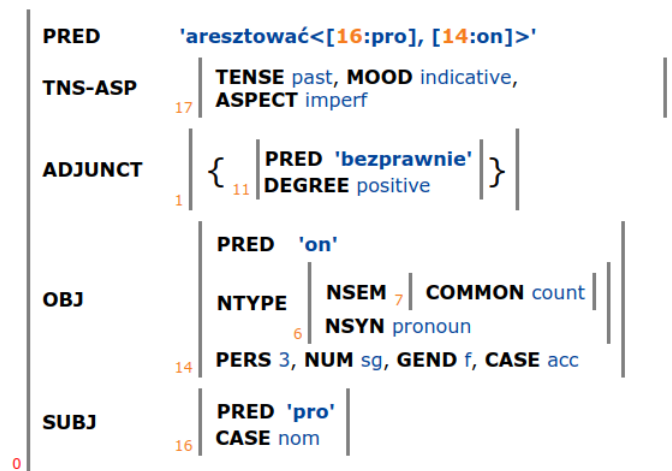 PRED 'aresztować<[16:pro], [14:on]>'
TNS-ASP 17 TENSE past, MOOD indicative,
ASPECT imperf
ADJUNCT 1 { 11 PRED 'bezprawnie' }
DEGREE positive
PRED 'on'
OBJ NTYPE NSEM 7 COMMON count
6 NSYN pronoun
14 PERS 3, NUM sg, GEND f, CASE acc
SUBJ PRED 'pro'
16 CASE nom
0